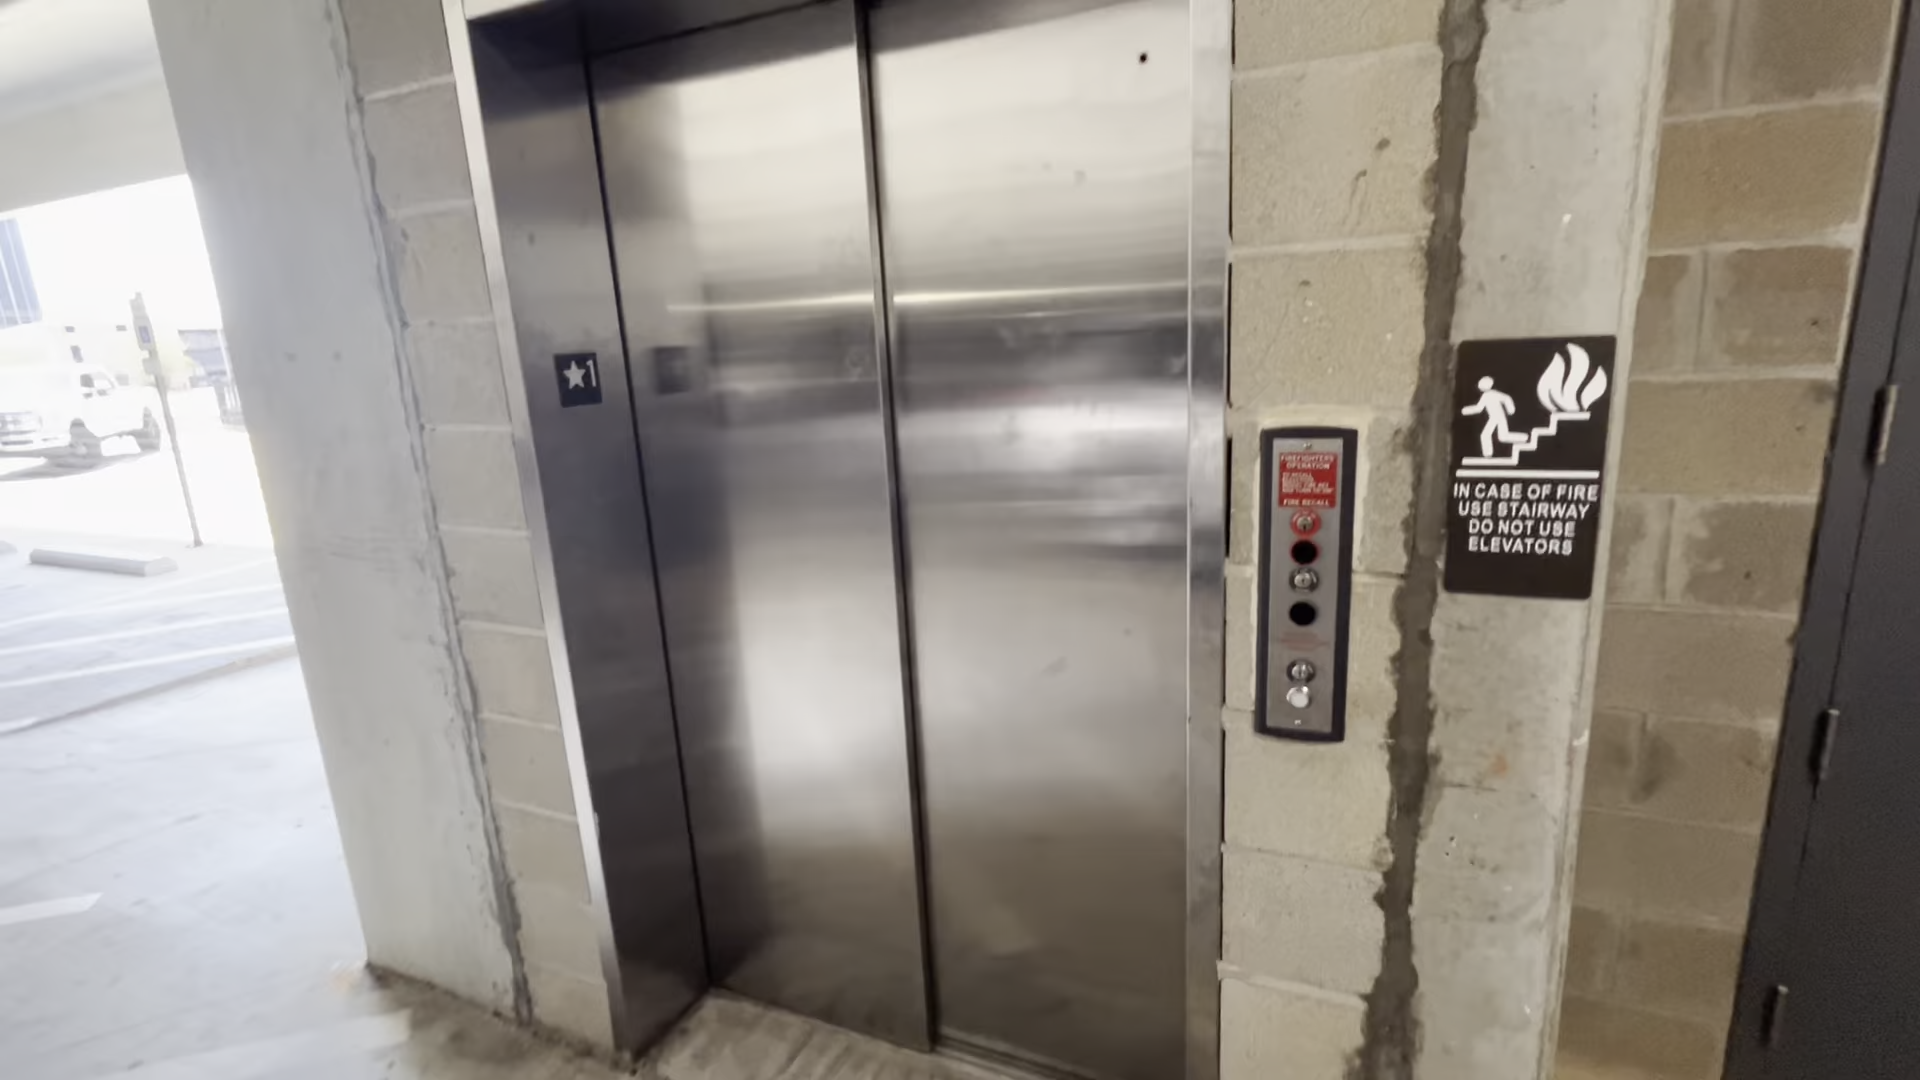 ★1
FIREFIGHTERS
OPERATION
FIRE RECALL
IN CASE OF FIRE
USE STAIRWAY
DO NOT USE
ELEVATORS